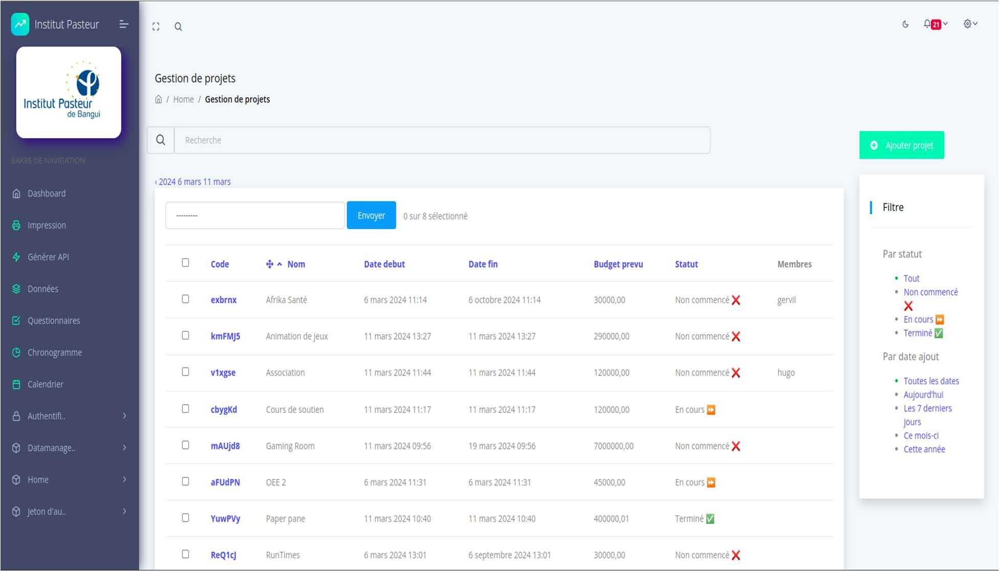 Institut Pasteur
Institut Pasteur
de Bangui
BARRE DE NAVIGATION
Dashboard
Impression
Générer API
Données
Questionnaires
Chronogramme
Calendrier
Authentifi..
Datamanage..
Home
Jeton d'au..
21
Gestion de projets
/ Home / Gestion de projets
Recherche
Ajouter projet
‹ 2024 6 mars 11 mars
--------- Envoyer 0 sur 8 sélectionné
Code Nom Date debut Date fin Budget prevu Statut Membres
exbrnx Afrika Santé 6 mars 2024 11:14 6 octobre 2024 11:14 30000,00 Non commencé ❌ gervil
kmFMJ5 Animation de jeux 11 mars 2024 13:27 11 mars 2024 13:27 290000,00 Non commencé ❌
v1xgse Association 11 mars 2024 11:44 11 mars 2024 11:44 120000,00 Non commencé ❌ hugo
cbygKd Cours de soutien 11 mars 2024 11:17 11 mars 2024 11:17 120000,00 En cours ⏩
mAUjd8 Gaming Room 11 mars 2024 09:56 19 mars 2024 09:56 7000000,00 Non commencé ❌
aFUdPN OEE 2 6 mars 2024 11:31 6 mars 2024 11:31 45000,00 En cours ⏩
YuwPVy Paper pane 11 mars 2024 10:40 11 mars 2024 10:40 400000,01 Terminé ✅
ReQ1cJ RunTimes 6 mars 2024 13:01 6 septembre 2024 13:01 30000,00 Non commencé ❌
Filtre
Par statut
Tout
Non commencé
❌
En cours ⏩
Terminé ✅
Par date ajout
Toutes les dates
Aujourd'hui
Les 7 derniers
jours
Ce mois-ci
Cette année